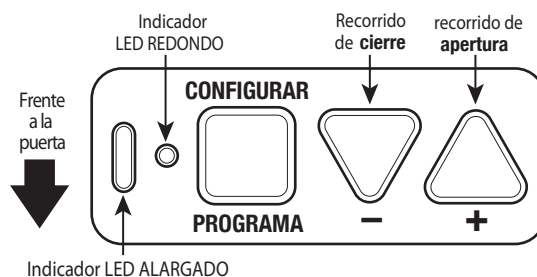 Indicador
LED REDONDO
Recorrido
de cierre
recorrido de
apertura
Frente
a la
puerta
CONFIGURAR
PROGRAMA
−
+
Indicador LED ALARGADO